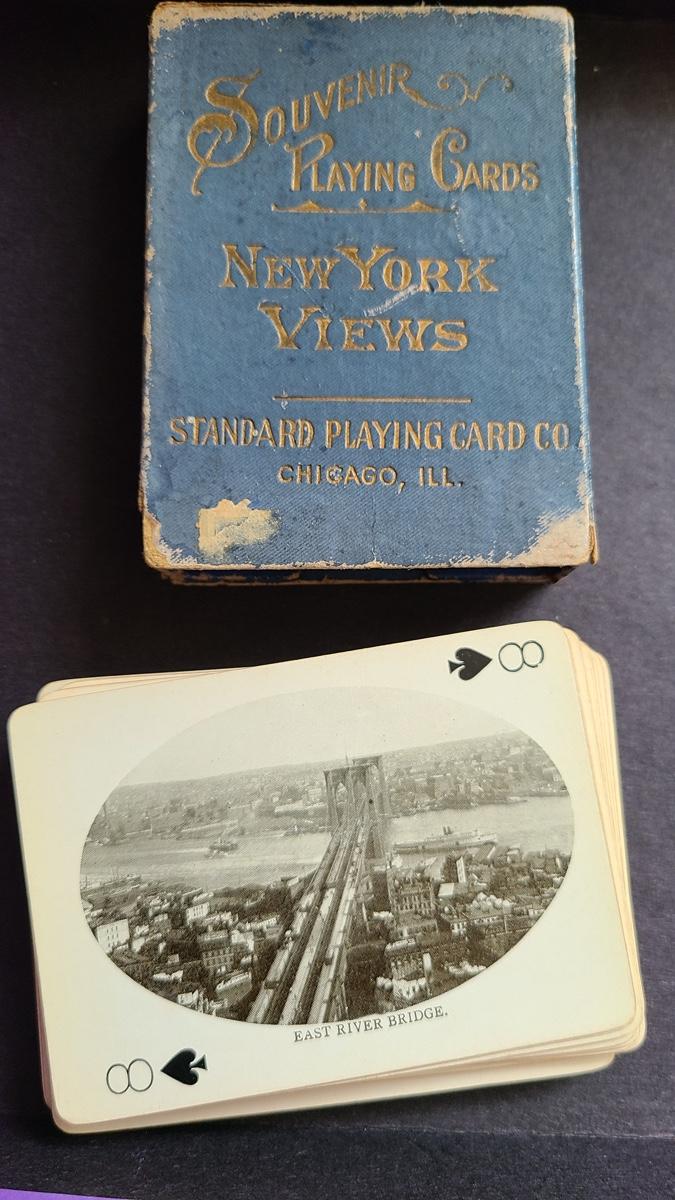 Souvenir
Playing Cards
New York
Views
STANDARD PLAYING CARD CO.
CHICAGO, ILL.
8
EAST RIVER BRIDGE.
8